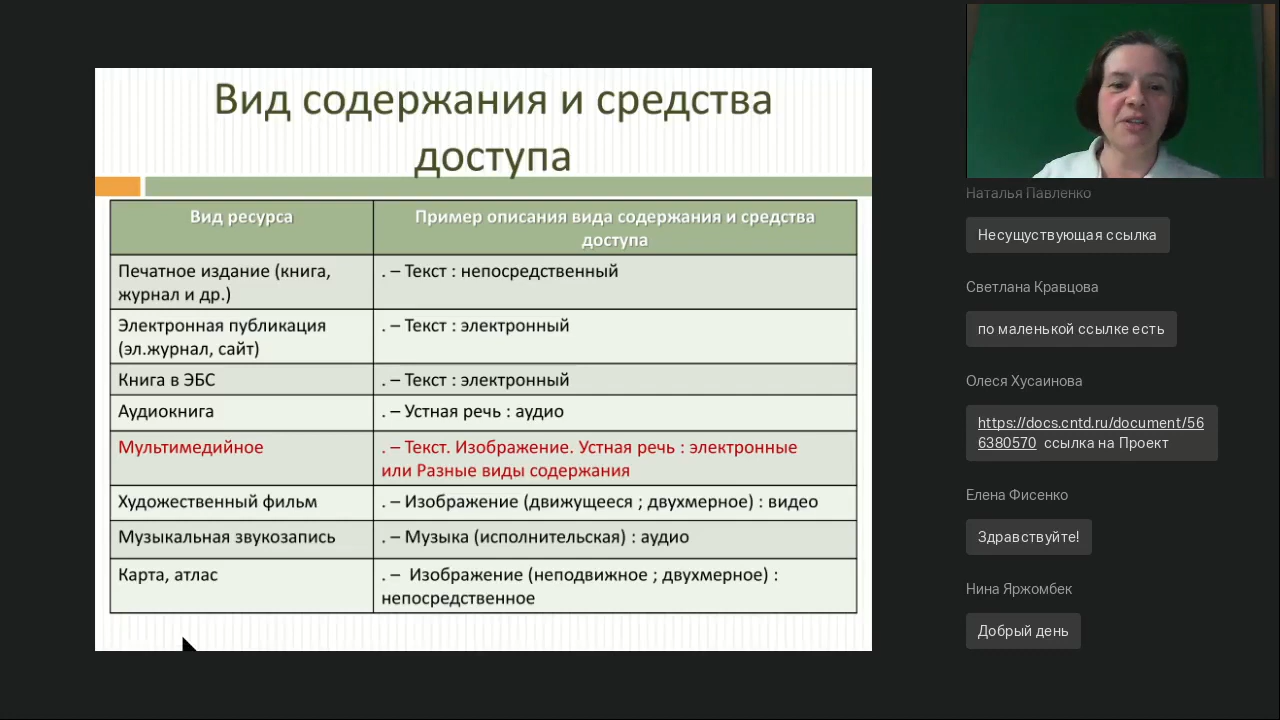 Вид содержания и средства
доступа
Вид ресурса
Пример описания вида содержания и средства
доступа
Печатное издание (книга,
журнал и др.)
. – Текст : непосредственный
Электронная публикация
(эл.журнал, сайт)
. – Текст : электронный
Книга в ЭБС
. – Текст : электронный
Аудиокнига
. – Устная речь : аудио
Мультимедийное
. – Текст. Изображение. Устная речь : электронные
или Разные виды содержания
Художественный фильм
. – Изображение (движущееся ; двухмерное) : видео
Музыкальная звукозапись
. – Музыка (исполнительская) : аудио
Карта, атлас
. – Изображение (неподвижное ; двухмерное) :
непосредственное
Наталья Павленко
Несущуствующая ссылка
Светлана Кравцова
по маленькой ссылке есть
Олеся Хусаинова
https://docs.cntd.ru/document/56
6380570 ссылка на Проект
Елена Фисенко
Здравствуйте!
Нина Яржомбек
Добрый день